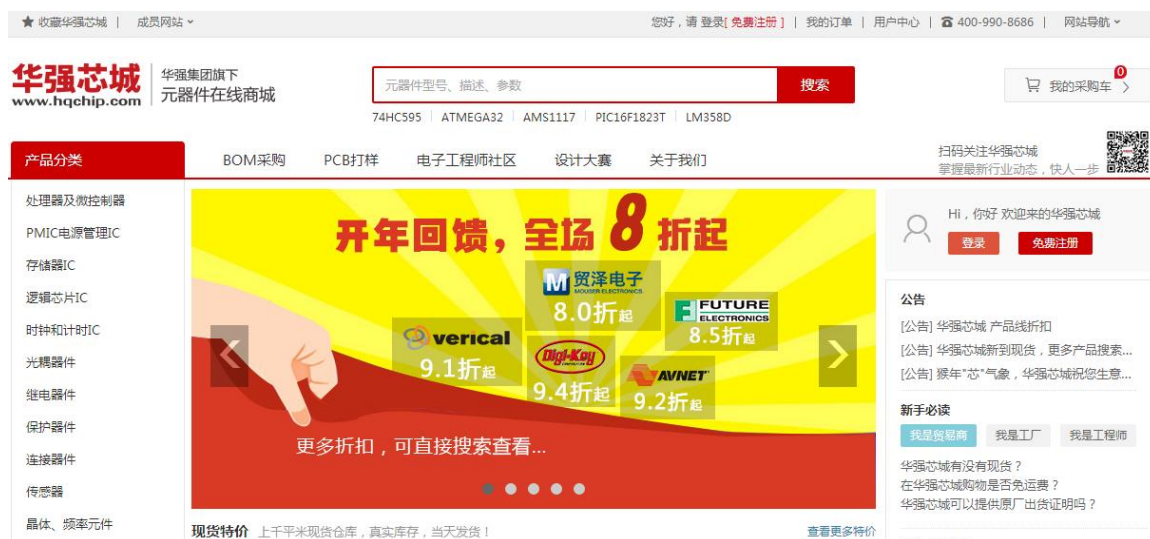 ★ 收藏华强芯城 | 成员网站
您好，请 登录[ 免费注册 ] | 我的订单 | 用户中心 | 400-990-8686 | 网站导航
华强芯城
www.hqchip.com
华强集团旗下
元器件在线商城
元器件型号、描述、参数
搜索
0
我的采购车
74HC595 | ATMEGA32 | AMS1117 | PIC16F1823T | LM358D
产品分类
BOM采购 PCB打样 电子工程师社区 设计大赛 关于我们
扫码关注华强芯城
掌握最新行业动态，快人一步
处理器及微控制器
PMIC电源管理IC
存储器IC
逻辑芯片IC
时钟和计时IC
光耦器件
继电器件
保护器件
连接器件
传感器
晶体、频率元件
开年回馈，全场8折起
M 贸泽电子
MOUSER ELECTRONICS
8.0折起
FUTURE
ELECTRONICS
8.5折起
verical
9.1折起
Digi-Key
9.4折起
AVNET
9.2折起
更多折扣，可直接搜索查看...
现货特价 上千平米现货仓库，真实库存，当天发货！
查看更多特价
Hi，你好 欢迎来的华强芯城
登录 免费注册
公告
[公告] 华强芯城 产品线折扣
[公告] 华强芯城新到现货，更多产品搜索...
[公告] 猴年"芯"气象，华强芯城祝您生意...
新手必读
我是贸易商 我是工厂 我是工程师
华强芯城有没有现货？
在华强芯城购物是否免运费？
华强芯城可以提供原厂出货证明吗？